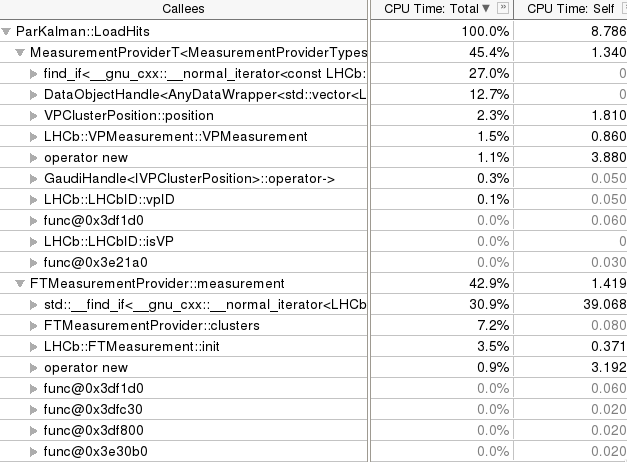 Callees CPU Time: Total CPU Time: Self
ParKalman::LoadHits 100.0% 8.786
MeasurementProviderT<MeasurementProviderTypes 45.4% 1.340
find_if<__gnu_cxx::__normal_iterator<const LHCb: 27.0% 0
DataObjectHandle<AnyDataWrapper<std::vector<L 12.7% 0
VPClusterPosition::position 2.3% 1.810
LHCb::VPMeasurement::VPMeasurement 1.5% 0.860
operator new 1.1% 3.880
GaudiHandle<IVPClusterPosition>::operator-> 0.3% 0.050
LHCb::LHCbID::vpID 0.1% 0.050
func@0x3df1d0 0.0% 0.060
LHCb::LHCbID::isVP 0.0% 0
func@0x3e21a0 0.0% 0.030
FTMeasurementProvider::measurement 42.9% 1.419
std::__find_if<__gnu_cxx::__normal_iterator<LHCb 30.9% 39.068
FTMeasurementProvider::clusters 7.2% 0.080
LHCb::FTMeasurement::init 3.5% 0.371
operator new 0.9% 3.192
func@0x3df1d0 0.0% 0.060
func@0x3dfc30 0.0% 0.020
func@0x3df800 0.0% 0.020
func@0x3e30b0 0.0% 0.020